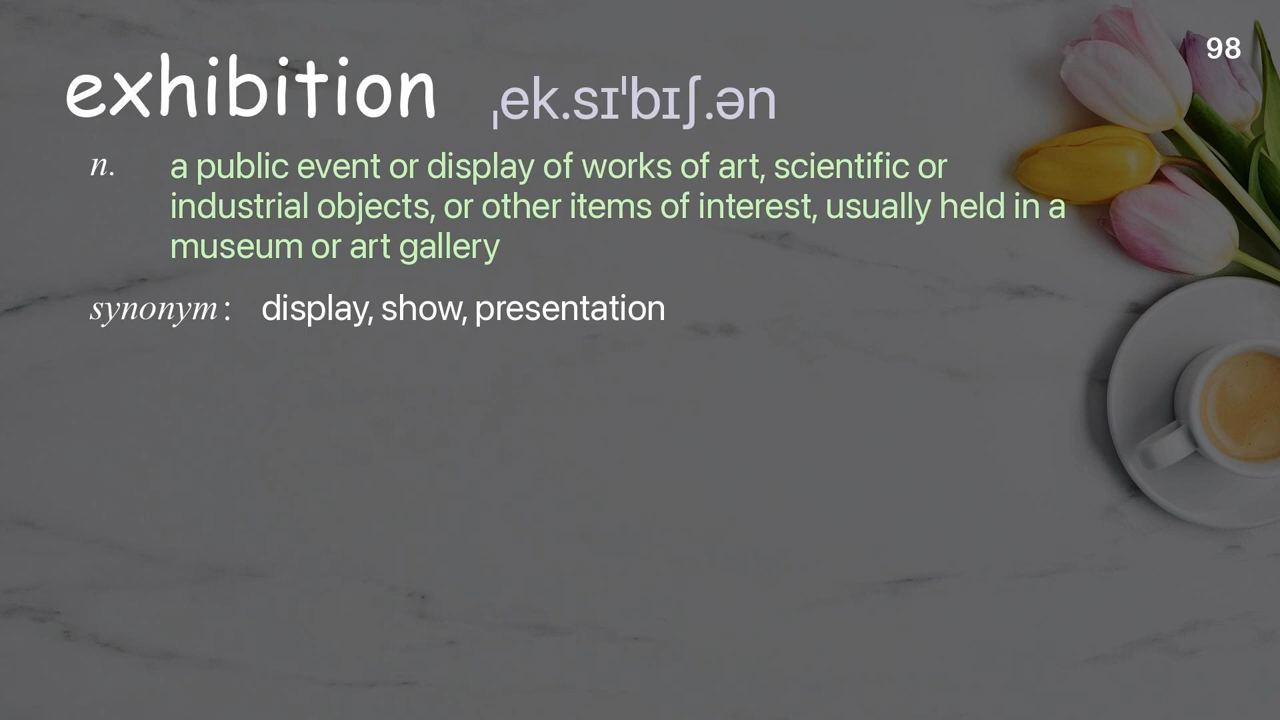 98
exhibition ˌek.sɪˈbɪʃ.ən
n. a public event or display of works of art, scientific or
industrial objects, or other items of interest, usually held in a
museum or art gallery
synonym : display, show, presentation